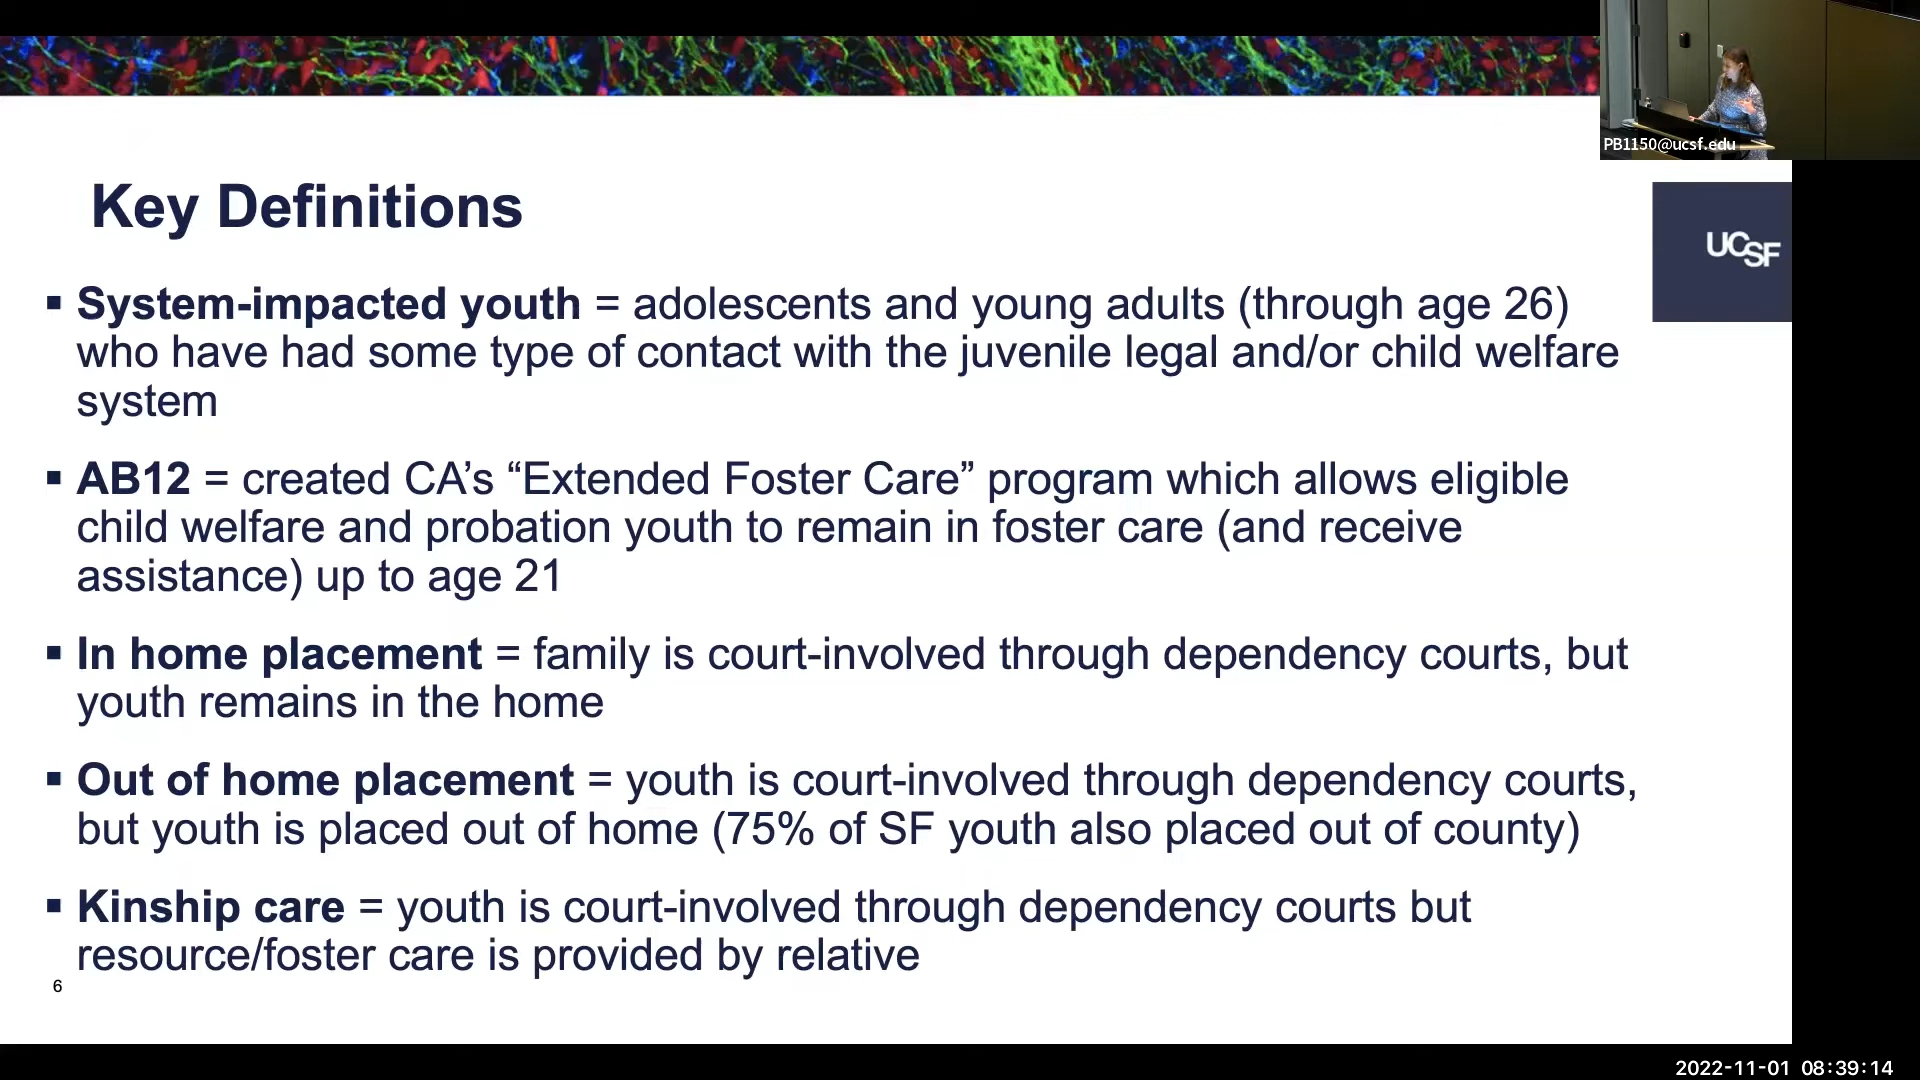 PB1150@ucsf.edu
UCSF
Key Definitions
▪ System-impacted youth = adolescents and young adults (through age 26)
who have had some type of contact with the juvenile legal and/or child welfare
system
▪ AB12 = created CA’s “Extended Foster Care” program which allows eligible
child welfare and probation youth to remain in foster care (and receive
assistance) up to age 21
▪ In home placement = family is court-involved through dependency courts, but
youth remains in the home
▪ Out of home placement = youth is court-involved through dependency courts,
but youth is placed out of home (75% of SF youth also placed out of county)
▪ Kinship care = youth is court-involved through dependency courts but
resource/foster care is provided by relative
6
2022-11-01 08:39:14